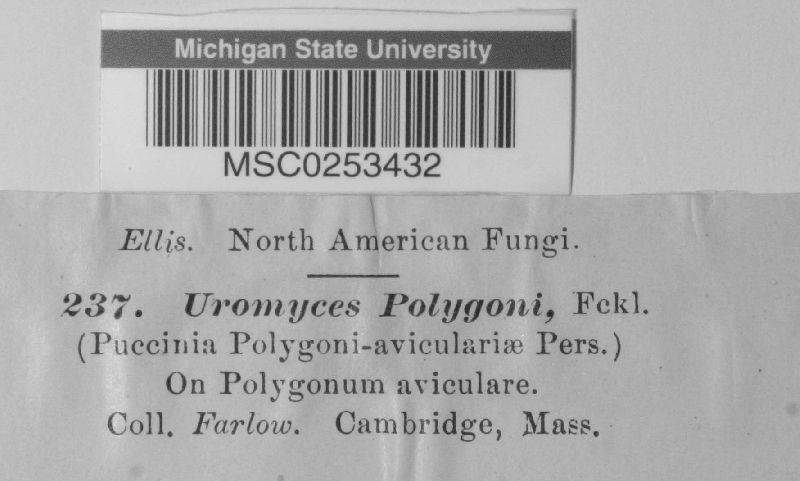 Michigan State University
MSC0253432
Ellis. North American Fungi.
237. Uromyces Polygoni, Fckl.
(Puccinia Polygoni-aviculariæ Pers.)
On Polygonum aviculare.
Coll. Farlow. Cambridge, Mass.